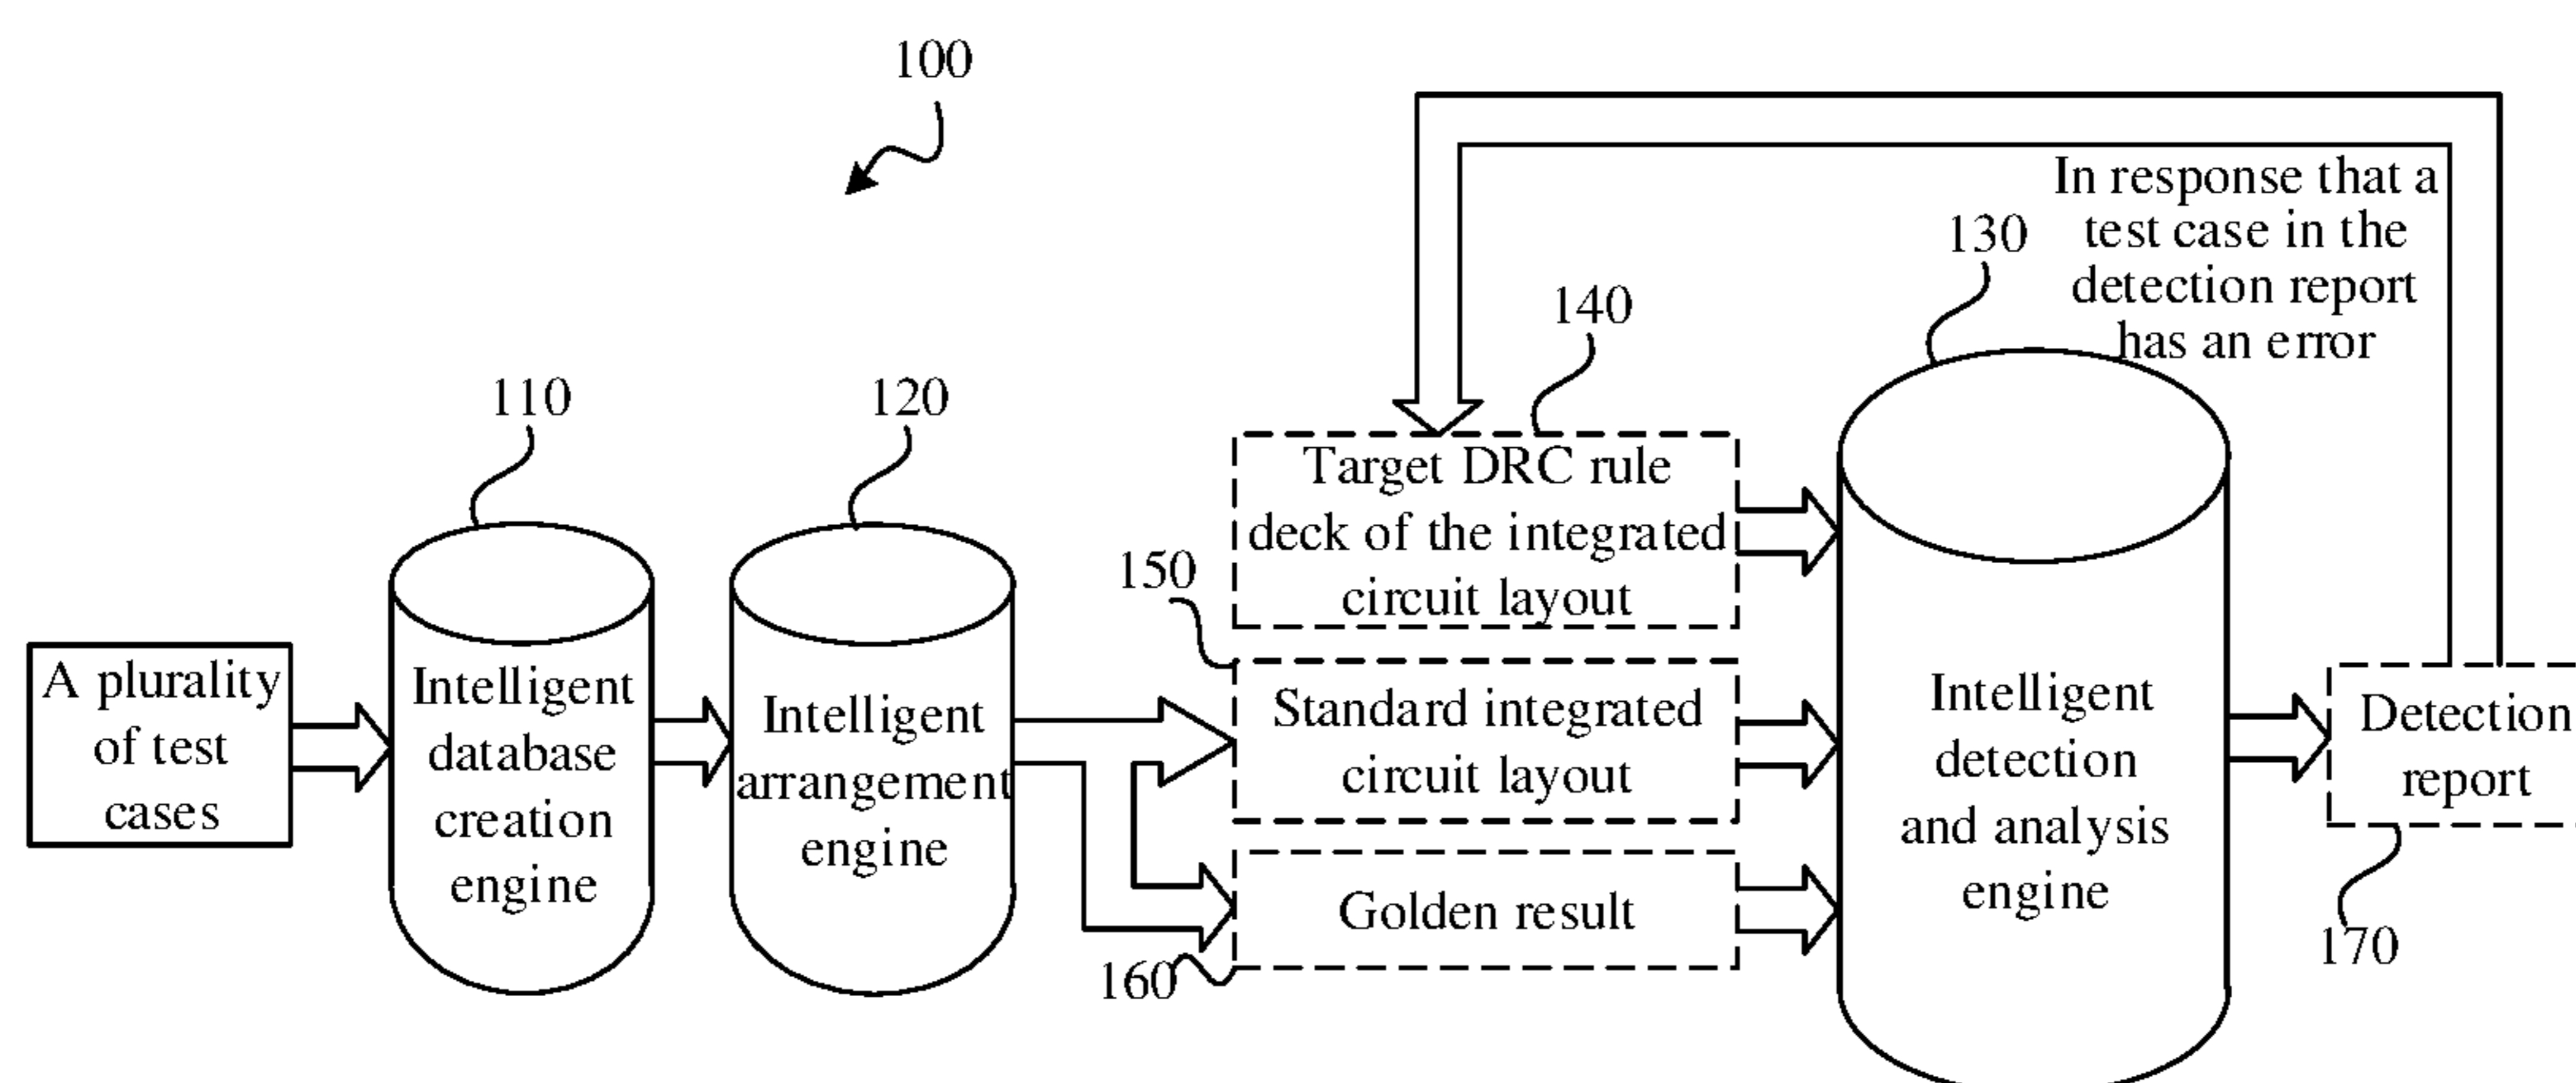 100
In response that a
test case in the
detection report
has an error
130
140
110
120
150
Target DRC rule
deck of the integrated
circuit layout
A plurality
of test
cases
Intelligent
database
creation
engine
Intelligent
arrangement
engine
Standard integrated
circuit layout
Golden result
160
Intelligent
detection
and analysis
engine
Detection
report
170